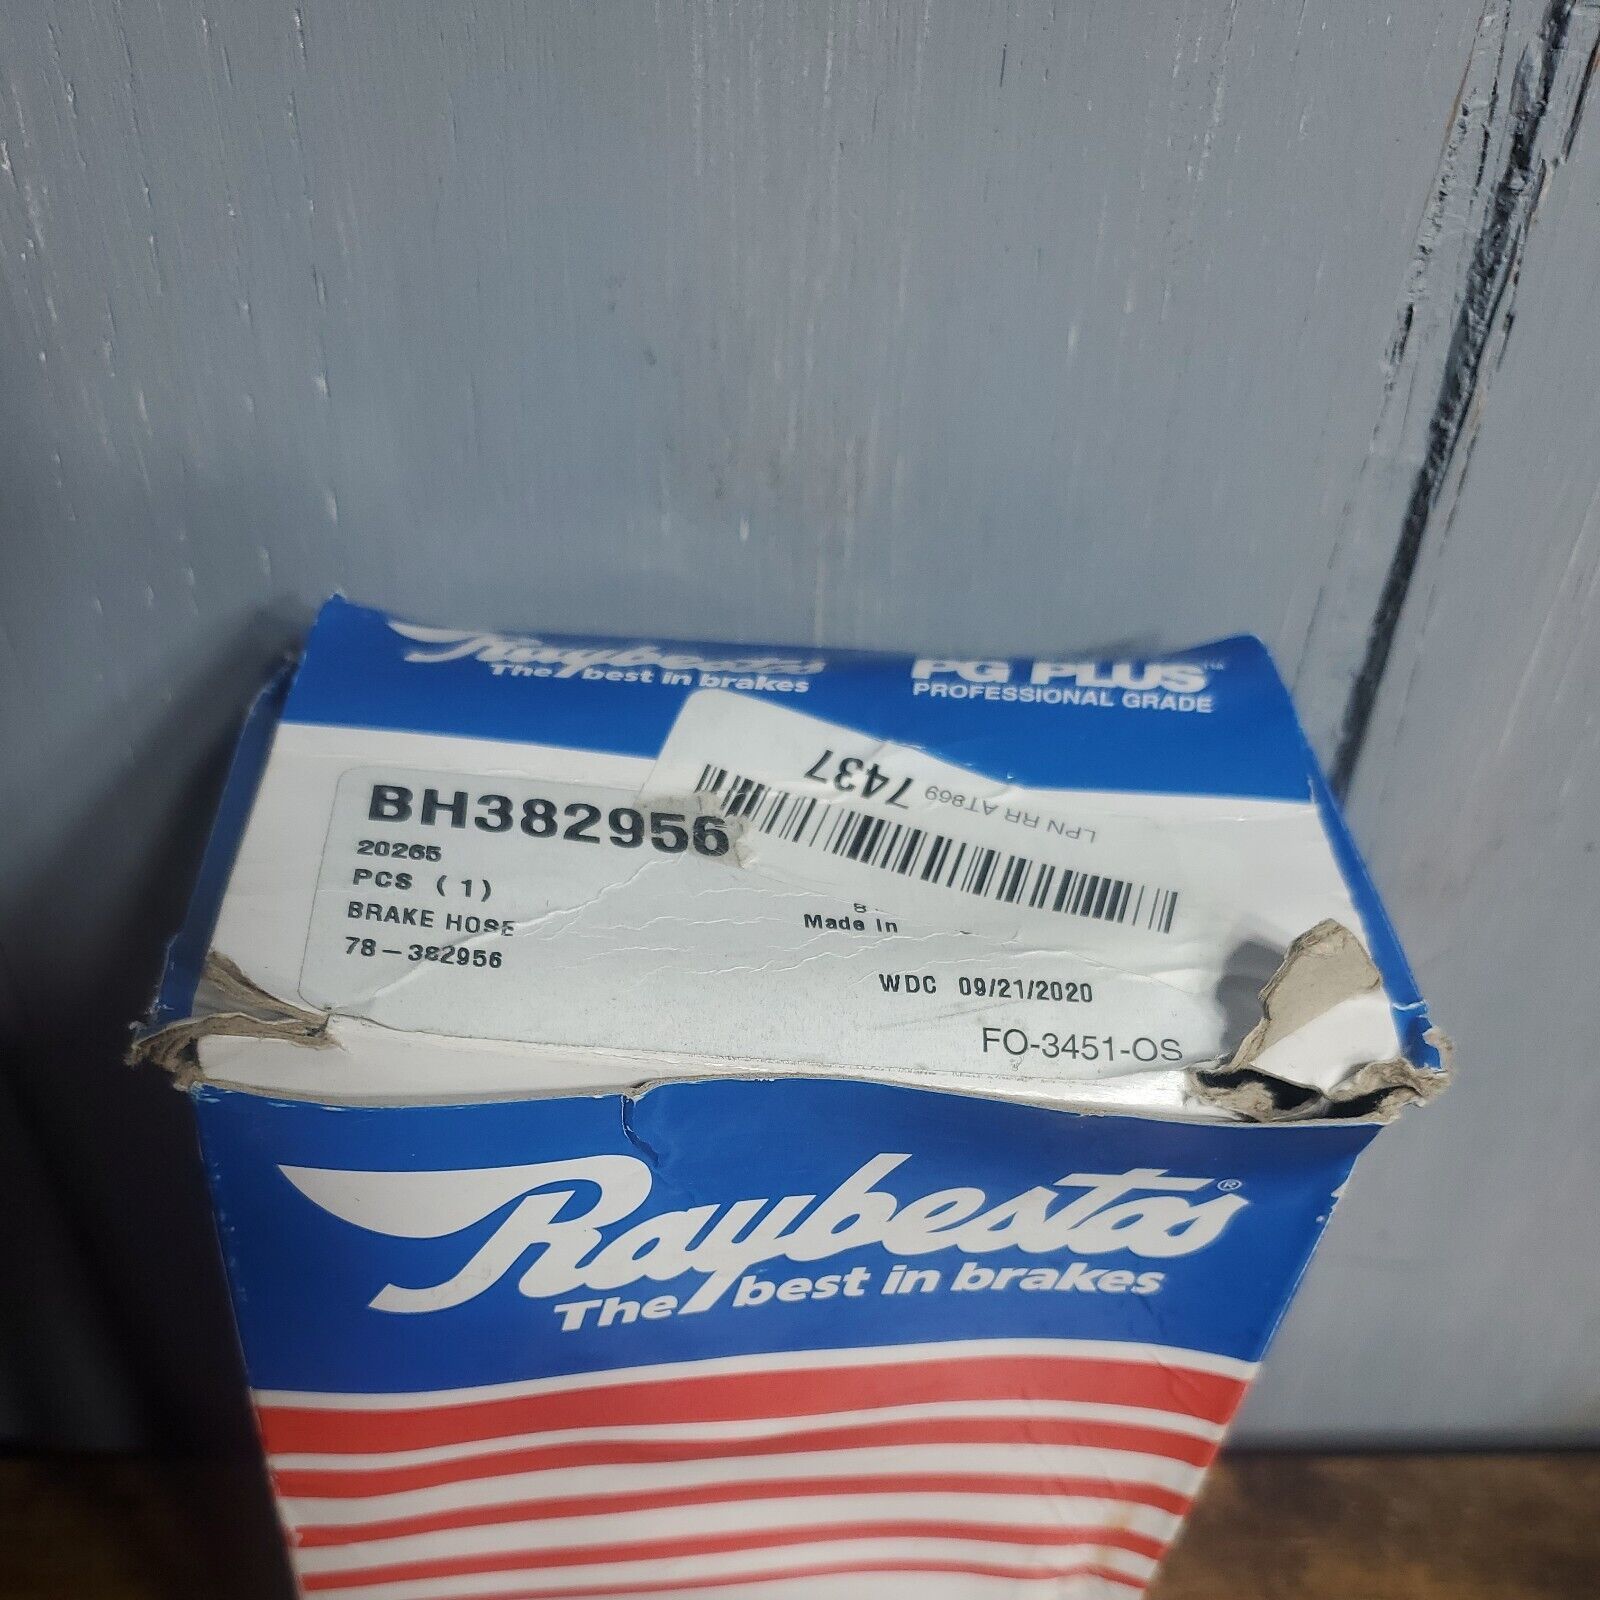 Raybestos
The best in brakes
PG PLUS
PROFESSIONAL GRADE
LPN RR AT869 7437
BH382956
20265
PCS (1)
BRAKE HOSE
78-382956
Made in
WDC 09/21/2020
FO-3451-OS
Raybestos®
The best in brakes